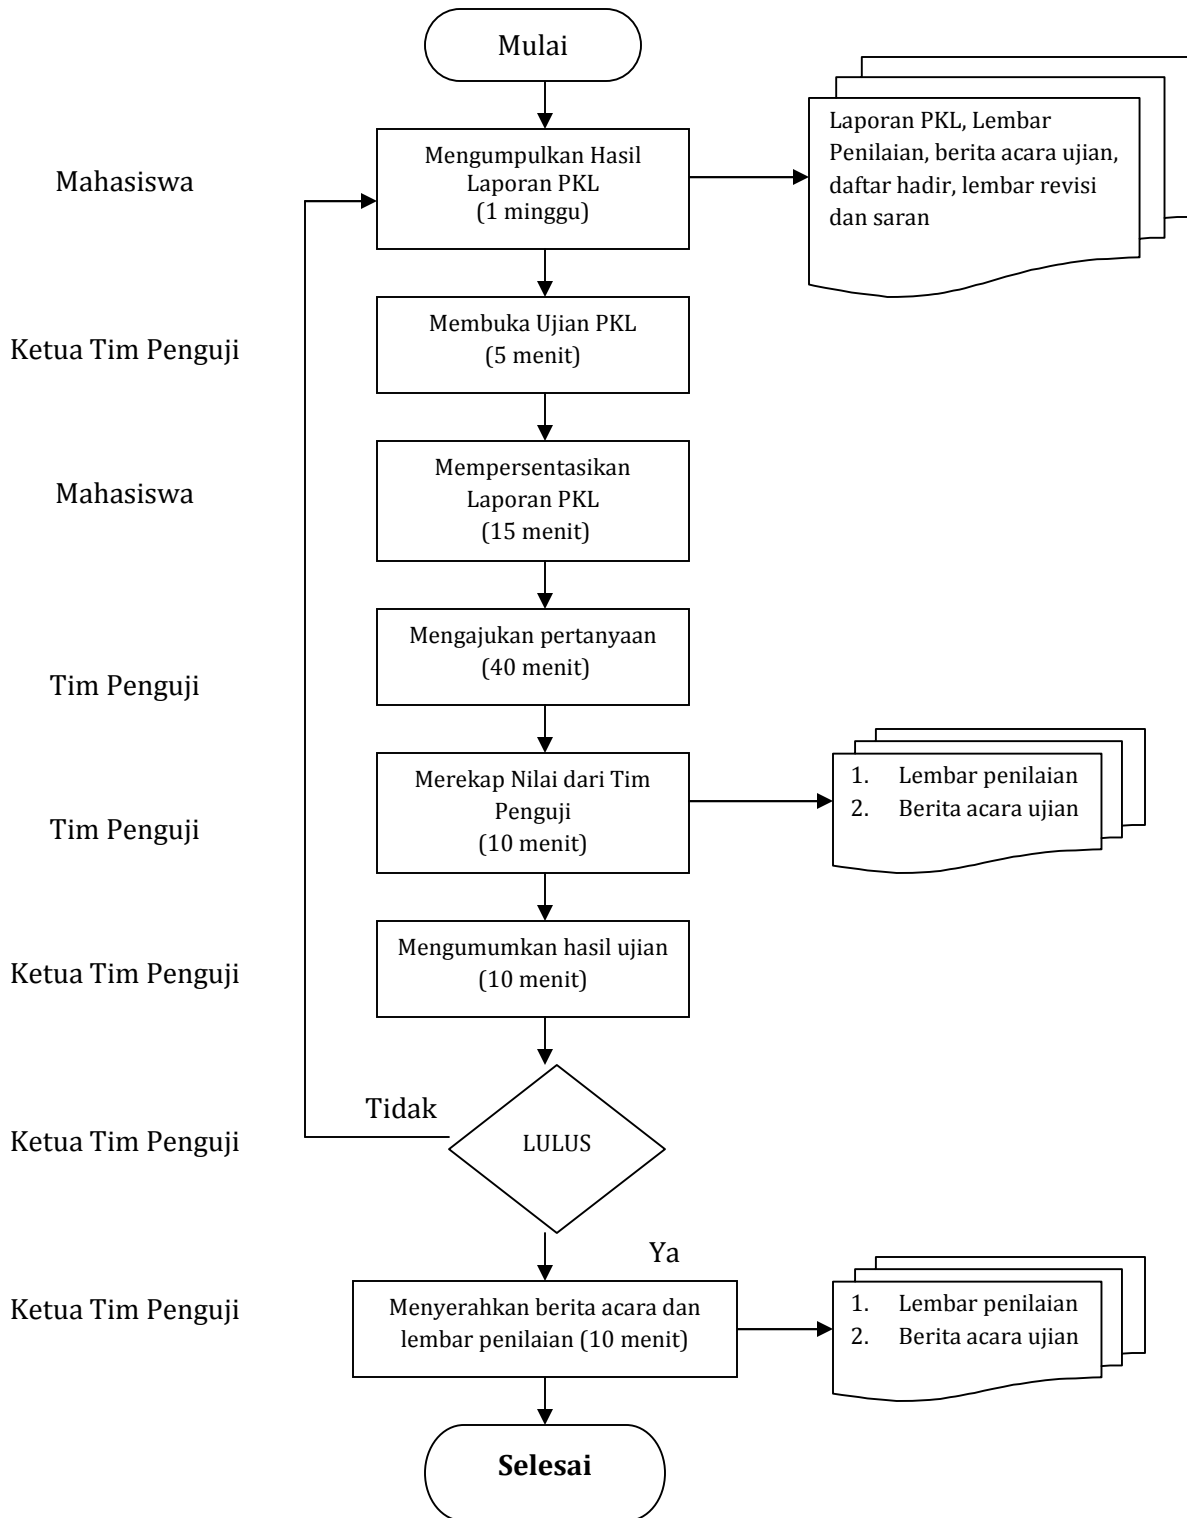 Mulai
Mahasiswa
Mengumpulkan Hasil
Laporan PKL
(1 minggu)
Laporan PKL, Lembar
Penilaian, berita acara ujian,
daftar hadir, lembar revisi
dan saran
Ketua Tim Penguji
Membuka Ujian PKL
(5 menit)
Mahasiswa
Mempersentasikan
Laporan PKL
(15 menit)
Tim Penguji
Mengajukan pertanyaan
(40 menit)
Tim Penguji
Merekap Nilai dari Tim
Penguji
(10 menit)
1. Lembar penilaian
2. Berita acara ujian
Ketua Tim Penguji
Mengumumkan hasil ujian
(10 menit)
Tidak
Ketua Tim Penguji
LULUS
Ya
Ketua Tim Penguji
Menyerahkan berita acara dan
lembar penilaian (10 menit)
1. Lembar penilaian
2. Berita acara ujian
Selesai